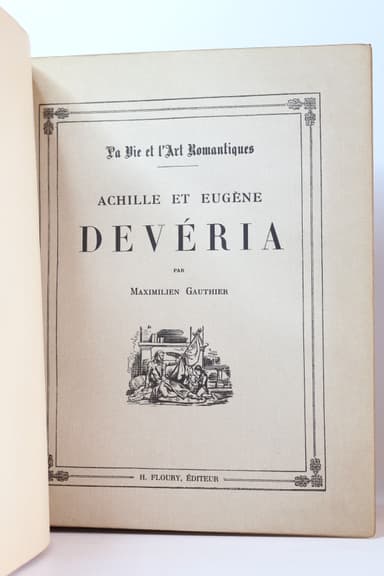 La Vie et l'Art Romantiques
ACHILLE ET EUGÈNE
DEVÉRIA
PAR
MAXIMILIEN GAUTHIER
H. FLOURY, ÉDITEUR